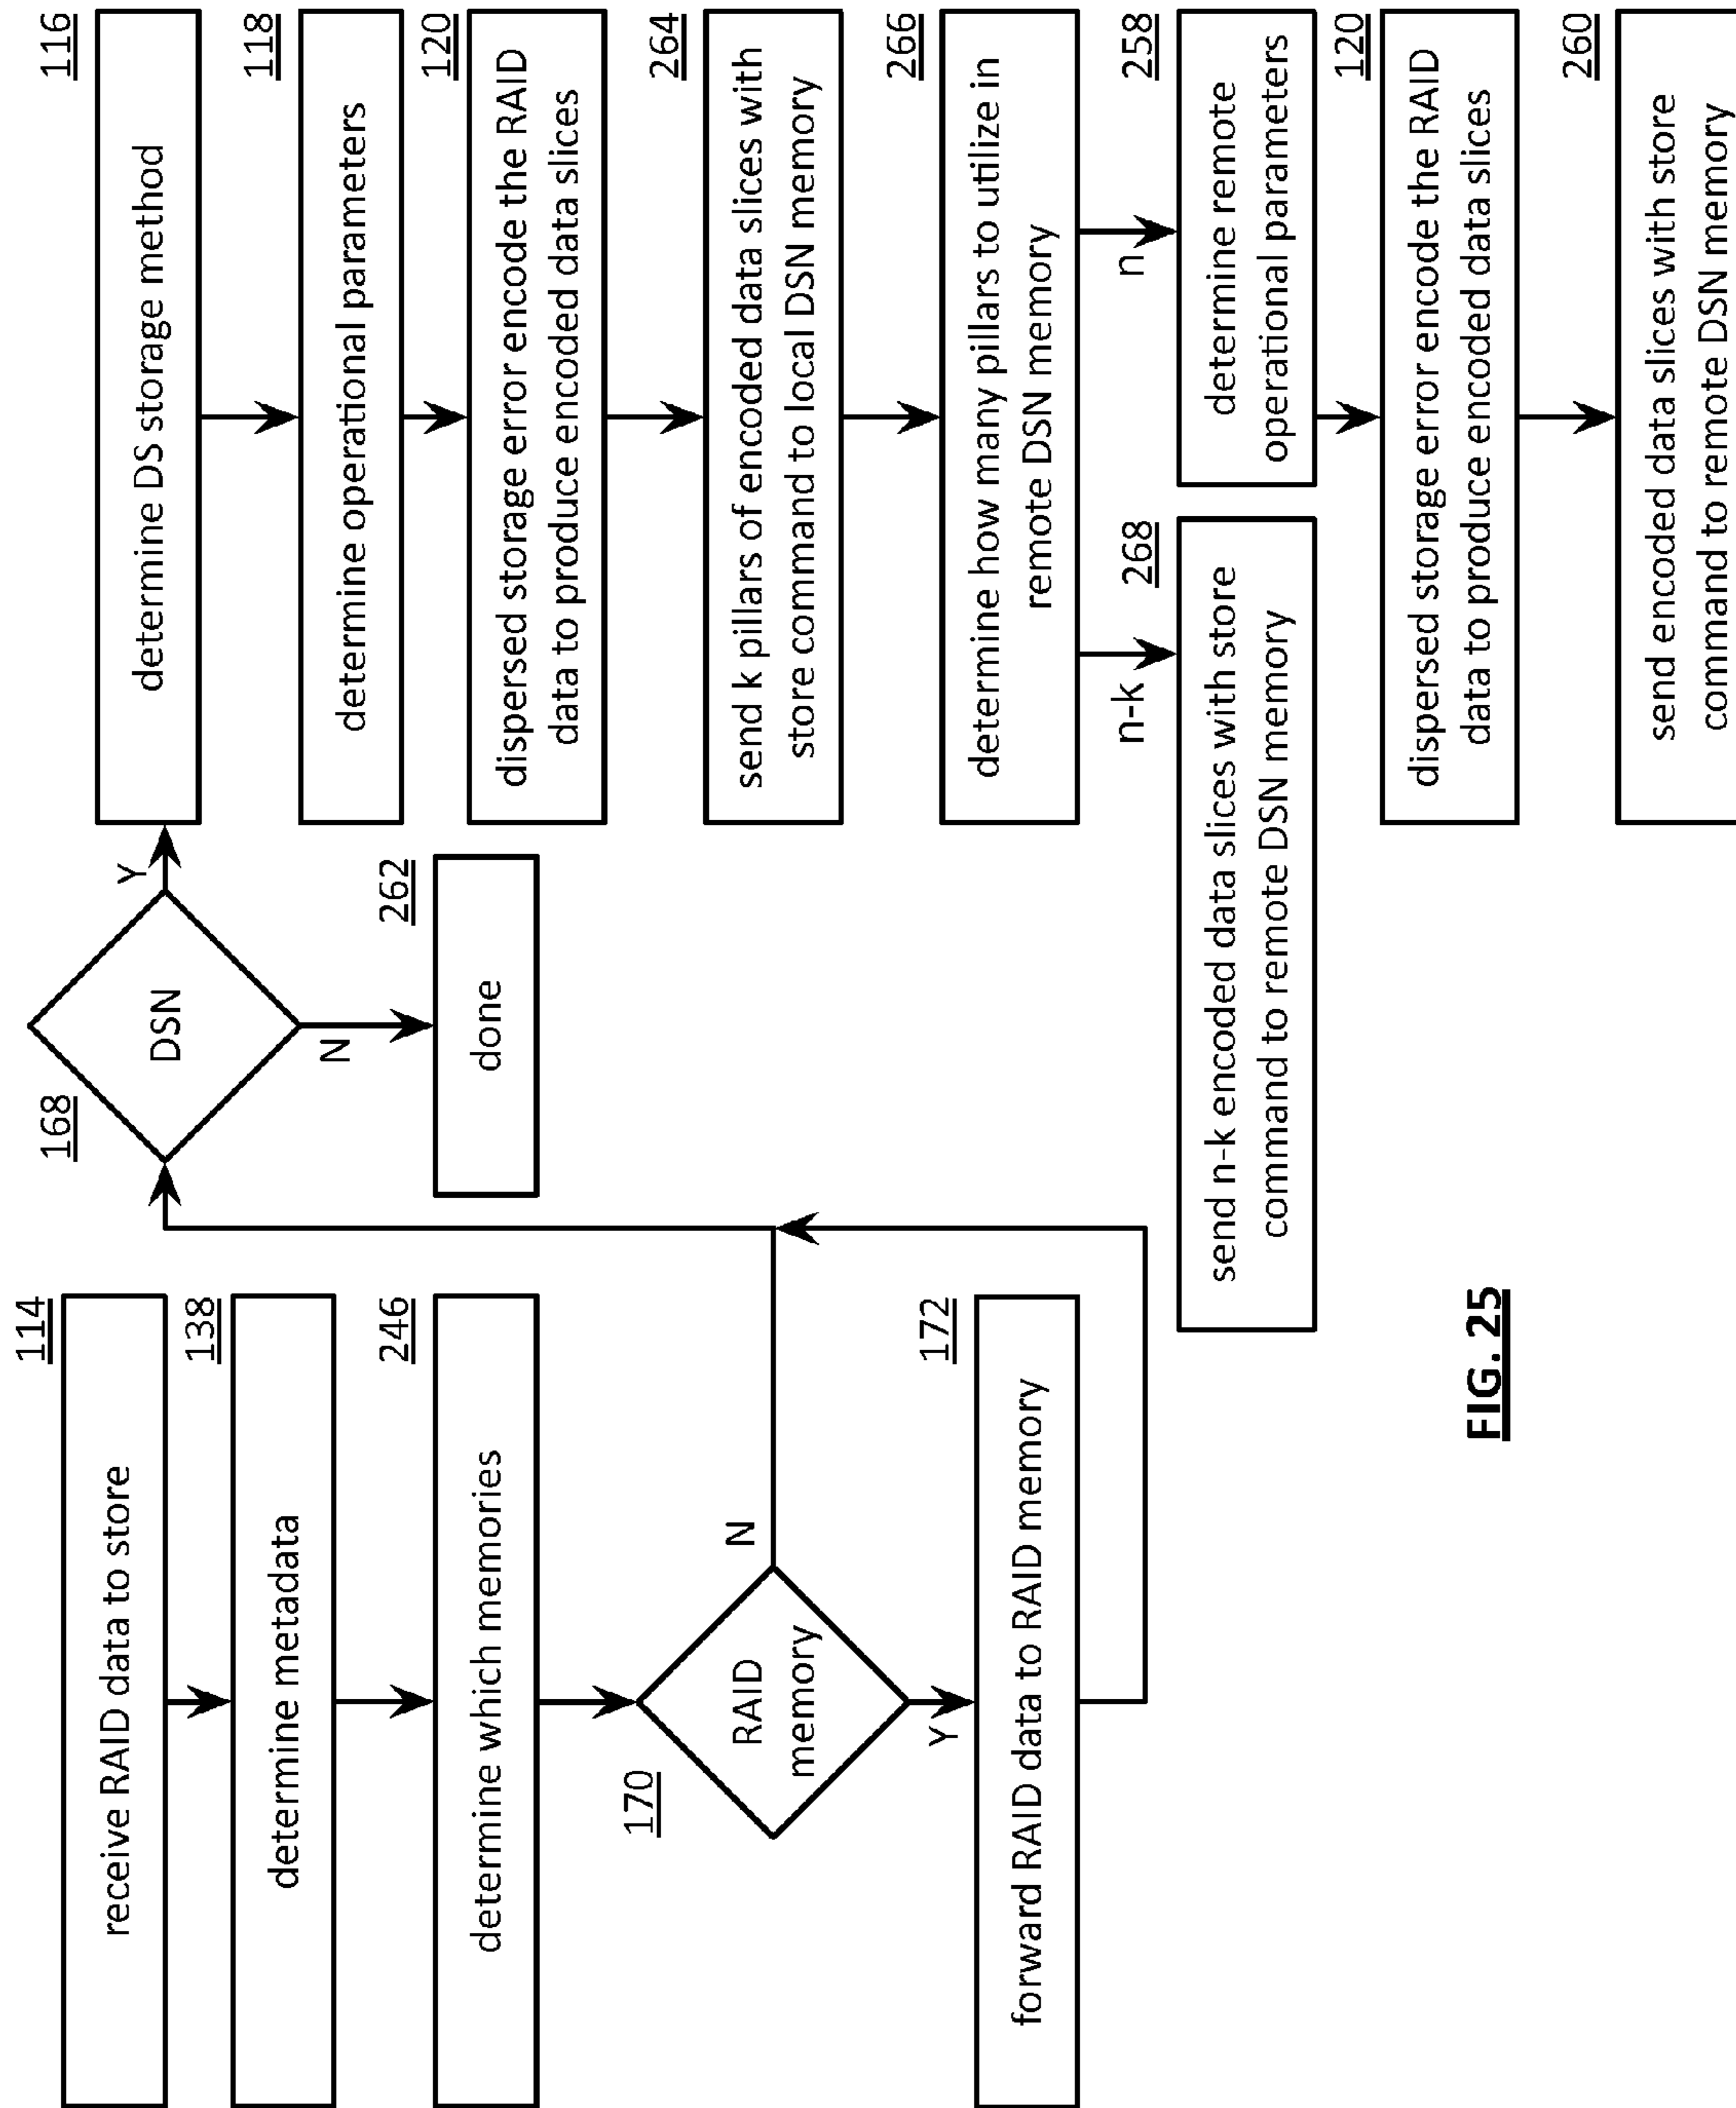 114
receive RAID data to store
138
determine metadata
246
determine which memories
170
RAID
memory
N
Y
172
forward RAID data to RAID memory
168
DSN
Y
N
262
done
116
determine DS storage method
118
determine operational parameters
120
dispersed storage error encode the RAID
data to produce encoded data slices
264
send k pillars of encoded data slices with
store command to local DSN memory
266
determine how many pillars to utilize in
remote DSN memory
n-k
n
268
send n-k encoded data slices with store
command to remote DSN memory
258
determine remote
operational parameters
120
dispersed storage error encode the RAID
data to produce encoded data slices
260
send encoded data slices with store
command to remote DSN memory
FIG. 25